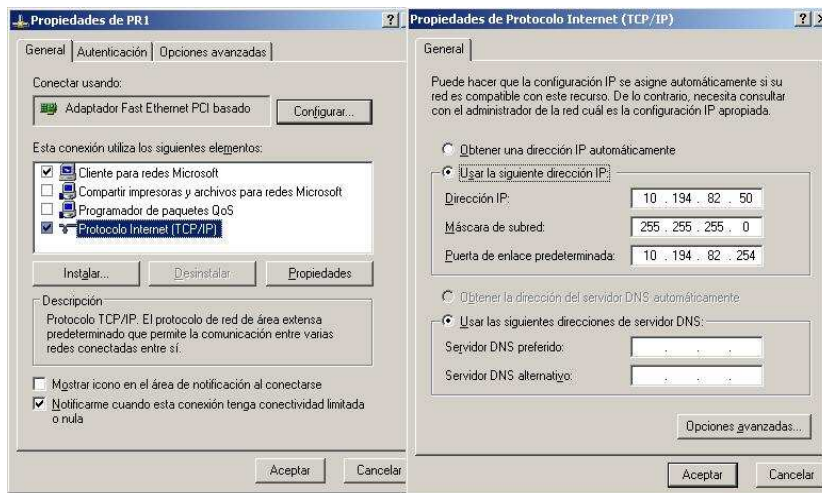 Propiedades de PR1
General
Autenticación
Opciones avanzadas
Conectar usando:
Adaptador Fast Ethernet PCI basado
Configurar...
Esta conexión utiliza los siguientes elementos:
Cliente para redes Microsoft
Compartir impresoras y archivos para redes Microsoft
Programador de paquetes QoS
Protocolo Internet (TCP/IP)
Instalar...
Desinstalar
Propiedades
Descripción
Protocolo TCP/IP. El protocolo de red de área extensa
predeterminado que permite la comunicación entre varias
redes conectadas entre sí.
Mostrar icono en el área de notificación al conectarse
Notificarme cuando esta conexión tenga conectividad limitada
o nula
Aceptar
Cancelar
Propiedades de Protocolo Internet (TCP/IP)
General
Puede hacer que la configuración IP se asigne automáticamente si su
red es compatible con este recurso. De lo contrario, necesita consultar
con el administrador de la red cuál es la configuración IP apropiada.
Obtener una dirección IP automáticamente
Usar la siguiente dirección IP:
Dirección IP:
10 . 194 . 82 . 50
Máscara de subred:
255 . 255 . 255 . 0
Puerta de enlace predeterminada:
10 . 194 . 82 . 254
Obtener la dirección del servidor DNS automáticamente
Usar las siguientes direcciones de servidor DNS:
Servidor DNS preferido:
. . .
Servidor DNS alternativo:
. . .
Opciones avanzadas...
Aceptar
Cancelar